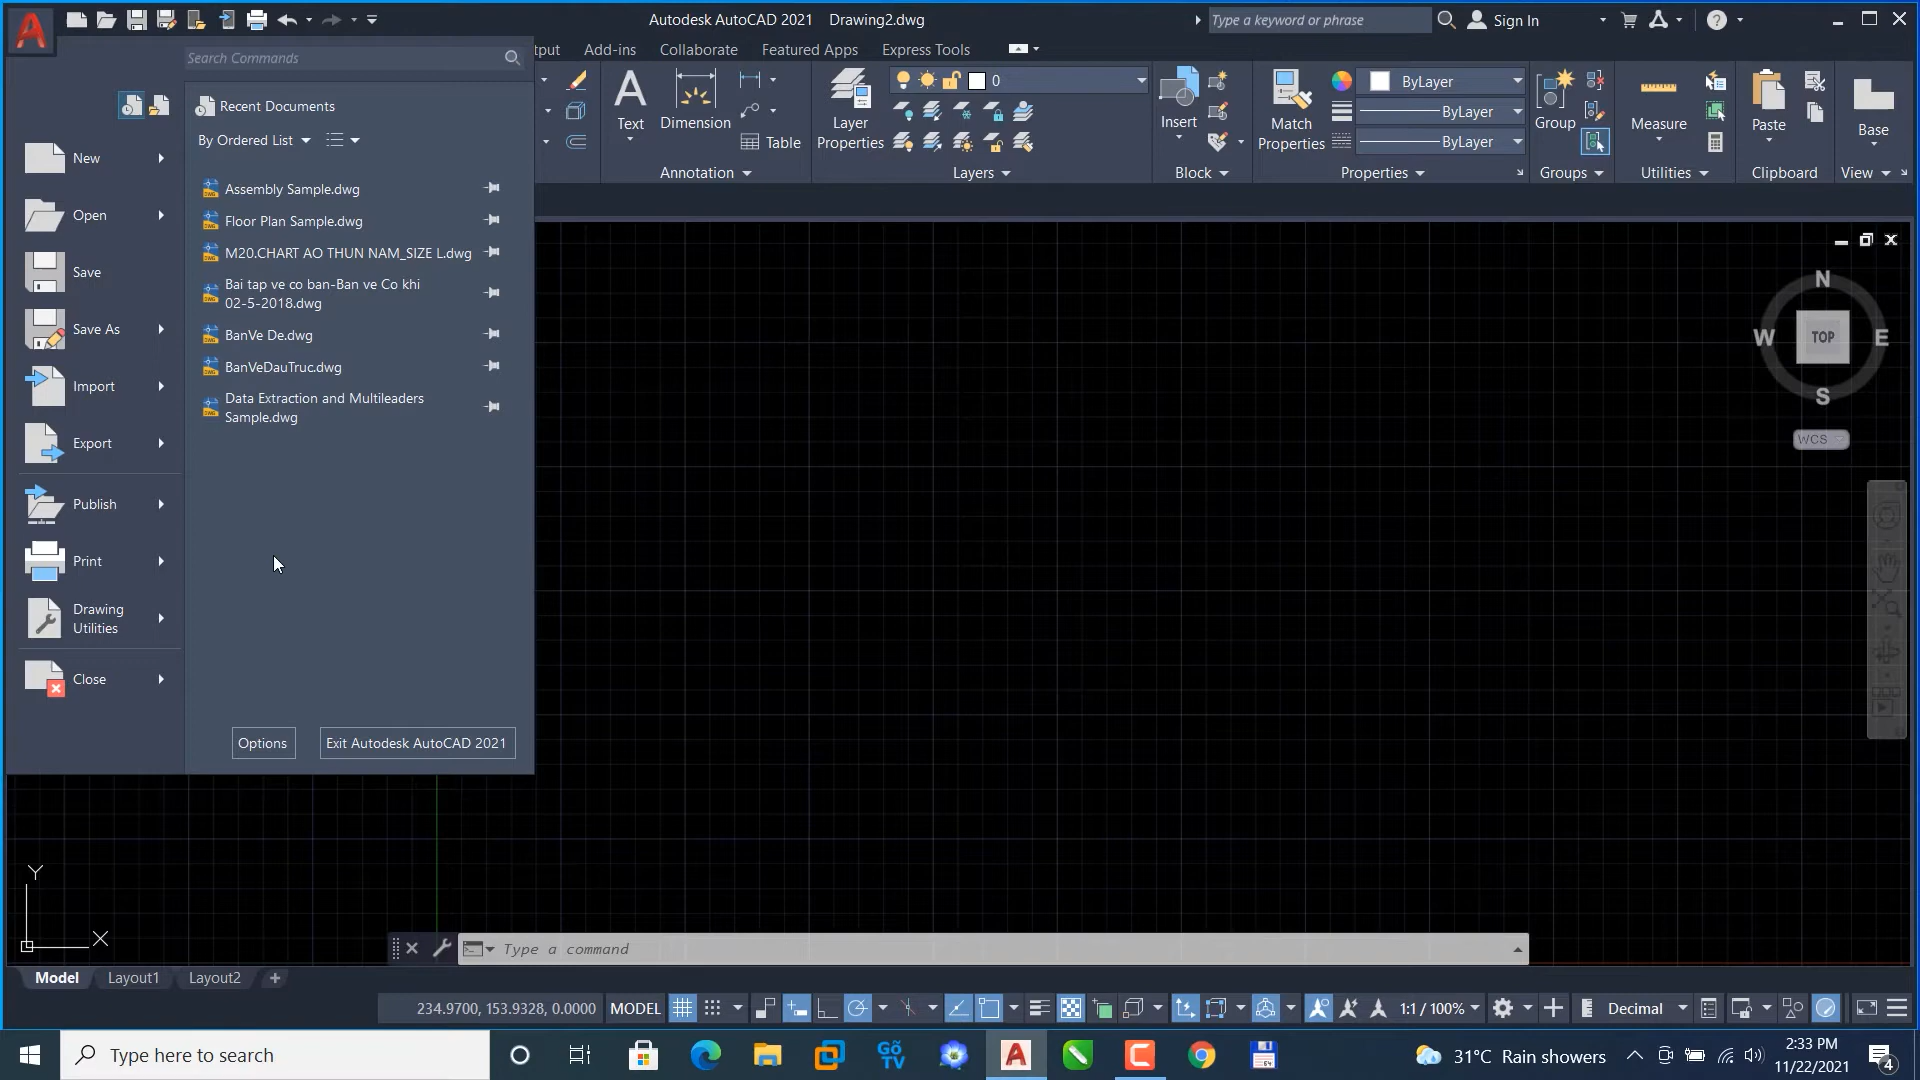 Autodesk AutoCAD 2021 Drawing2.dwg
Type a keyword or phrase
Sign In
Search Commands
Add-ins
Collaborate
Featured Apps
Express Tools
Recent Documents
By Ordered List
New
Open
Save
Save As
Import
Export
Publish
Print
Drawing
Utilities
Close
Assembly Sample.dwg
Floor Plan Sample.dwg
M20.CHART AO THUN NAM_SIZE L.dwg
Bai tap ve co ban-Ban ve Co khi
02-5-2018.dwg
BanVe De.dwg
BanVeDauTruc.dwg
Data Extraction and Multileaders
Sample.dwg
Options
Exit Autodesk AutoCAD 2021
Text
Dimension
Table
Annotation
Layer
Properties
0
Layers
Insert
Block
Match
Properties
ByLayer
ByLayer
ByLayer
Properties
Group
Groups
Measure
Utilities
Paste
Clipboard
Base
View
N
W
TOP
E
S
WCS
Y
X
Type a command
Model
Layout1
Layout2
234.9700, 153.9328, 0.0000
MODEL
1:1 / 100%
Decimal
Type here to search
Gõ
TV
31°C Rain showers
2:33 PM
11/22/2021
4